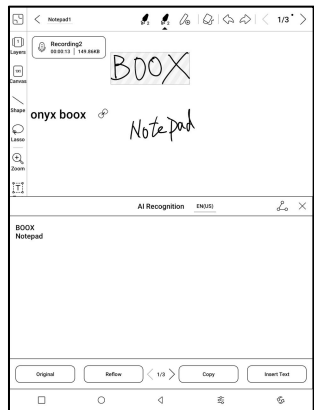 Notepad1
1/3
Layers
Recording2
00:00:13 | 149.86KB
BOOX
Canvas
Shape
onyx boox
Notepad
Lasso
Zoom
AI Recognition EN(US)
BOOX
Notepad
Original Reflow 1/3 Copy Insert Text